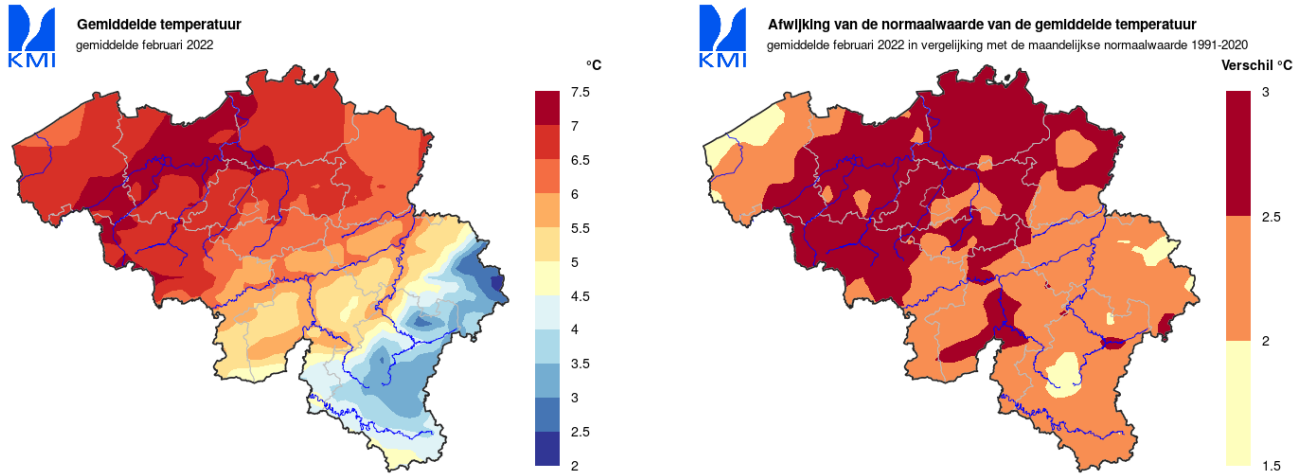 KMI
Gemiddelde temperatuur
gemiddelde februari 2022
°C
7.5
7
6.5
6
5.5
5
4.5
4
3.5
3
2.5
2
KMI
Afwijking van de normaalwaarde van de gemiddelde temperatuur
gemiddelde februari 2022 in vergelijking met de maandelijkse normaalwaarde 1991-2020
Verschil °C
3
2.5
2
1.5